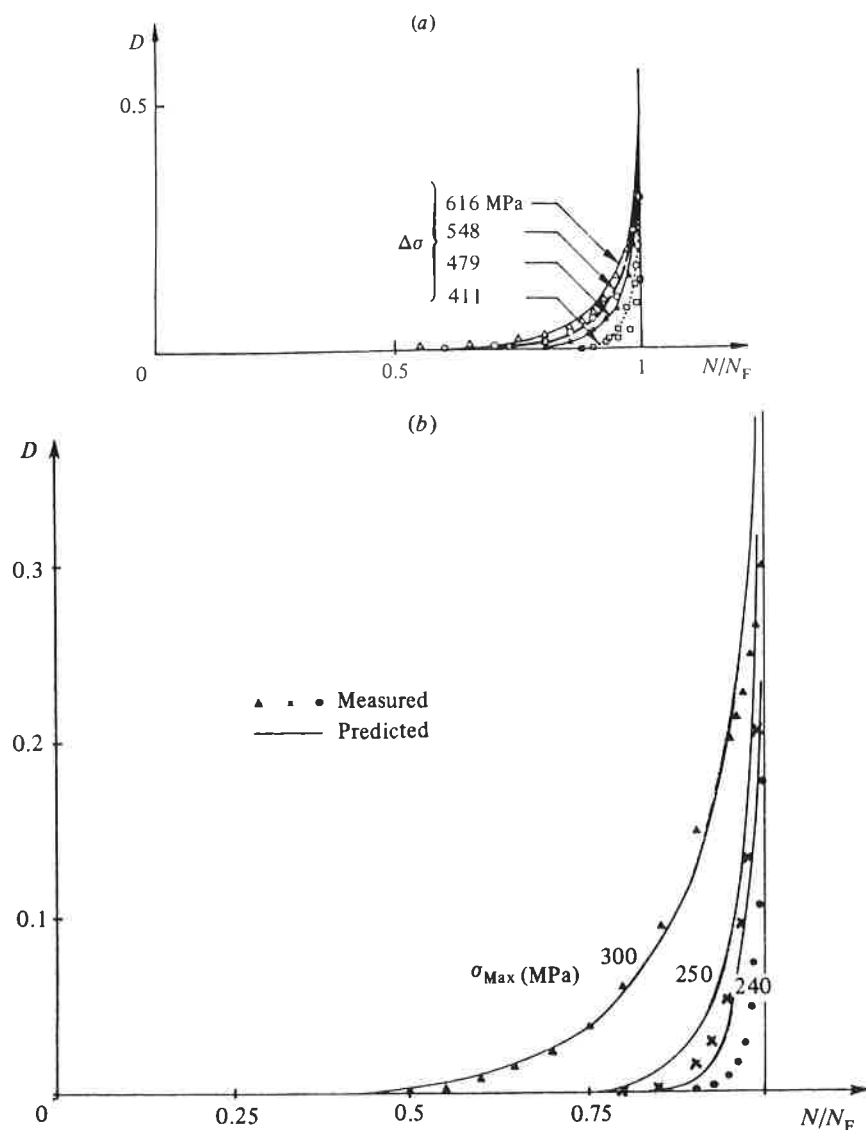 (a)
D
0.5
Δσ
616 MPa
548
479
411
0
0.5
1
N/N_F
(b)
D
0.3
▲ × ● Measured
—— Predicted
0.2
0.1
σ_Max (MPa)
300
250
240
0
0.25
0.5
0.75
N/N_F